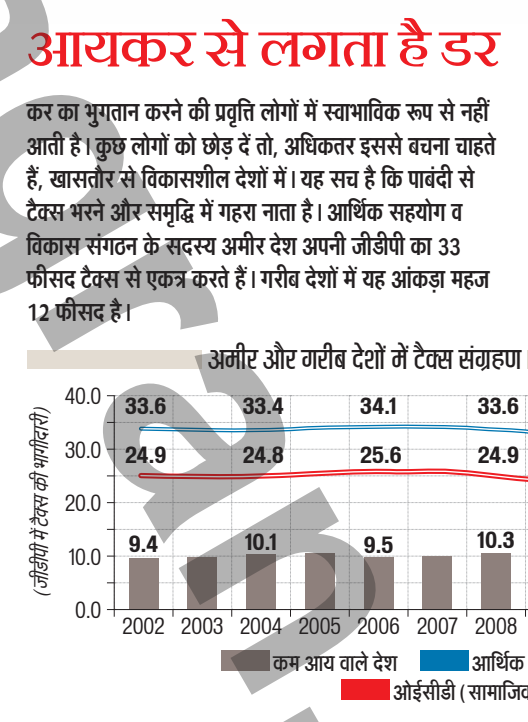 आयकर से लगता है डर
कर का भुगतान करने की प्रवृत्ति लोगों में स्वाभाविक रूप से नहीं
आती है। कुछ लोगों को छोड़ दें तो, अधिकतर इससे बचना चाहते
हैं, खासतौर से विकासशील देशों में। यह सच है कि पाबंदी से
टैक्स भरने और समृद्धि में गहरा नाता है। आर्थिक सहयोग व
विकास संगठन के सदस्य अमीर देश अपनी जीडीपी का 33
फीसद टैक्स से एकत्र करते हैं। गरीब देशों में यह आंकड़ा महज
12 फीसद है।
अमीर और गरीब देशों में टैक्स संग्रहण
(जीडीपी में टैक्स की भागीदारी)
40.0
33.6 33.4 34.1 33.6
30.0
24.9 24.8 25.6 24.9
20.0
9.4 10.1 9.5 10.3
10.0
0.0
2002 2003 2004 2005 2006 2007 2008
कम आय वाले देश आर्थिक
ओईसीडी (सामाजिक